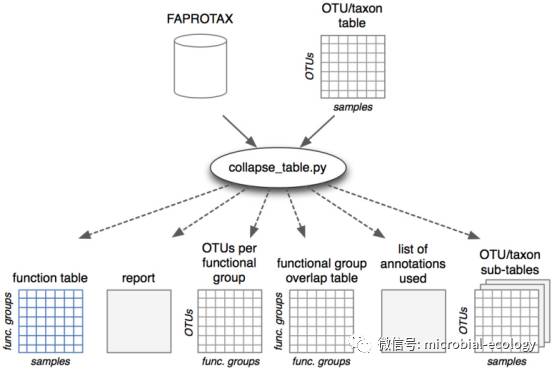 FAPROTAX
OTU/taxon
table
OTUs
samples
collapse_table.py
function table
func. groups
samples
report
OTUs per
functional
group
OTUs
func. groups
functional group
overlap table
func. groups
func. groups
list of
annotations
used
OTU/taxon
sub-tables
OTUs
samples
微信号: microbial-ecology